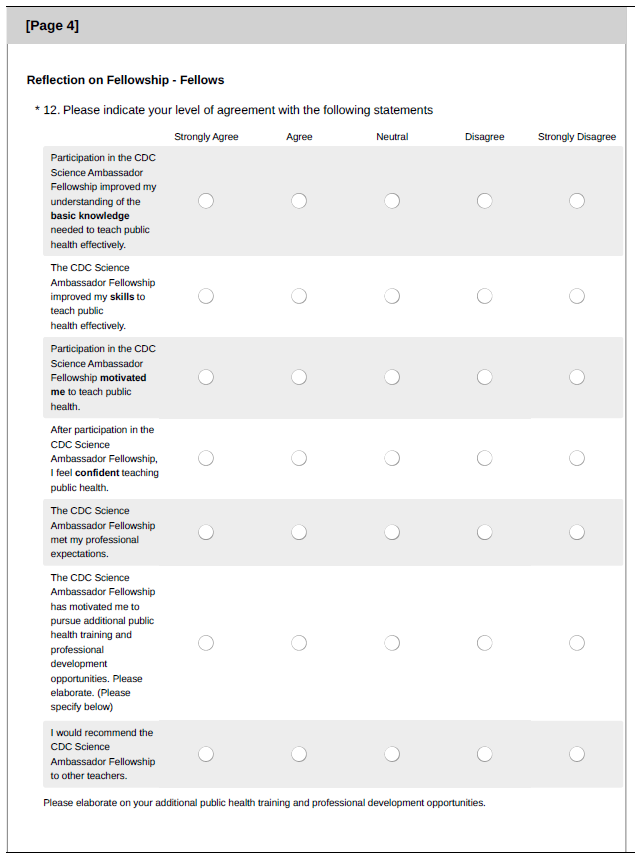 [Page 4]
Reflection on Fellowship - Fellows
* 12. Please indicate your level of agreement with the following statements
Strongly Agree Agree Neutral Disagree Strongly Disagree
Participation in the CDC
Science Ambassador
Fellowship improved my
understanding of the
basic knowledge
needed to teach public
health effectively.
The CDC Science
Ambassador Fellowship
improved my skills to
teach public
health effectively.
Participation in the CDC
Science Ambassador
Fellowship motivated
me to teach public
health.
After participation in the
CDC Science
Ambassador Fellowship,
I feel confident teaching
public health.
The CDC Science
Ambassador Fellowship
met my professional
expectations.
The CDC Science
Ambassador Fellowship
has motivated me to
pursue additional public
health training and
professional
development
opportunities. Please
elaborate. (Please
specify below)
I would recommend the
CDC Science
Ambassador Fellowship
to other teachers.
Please elaborate on your additional public health training and professional development opportunities.